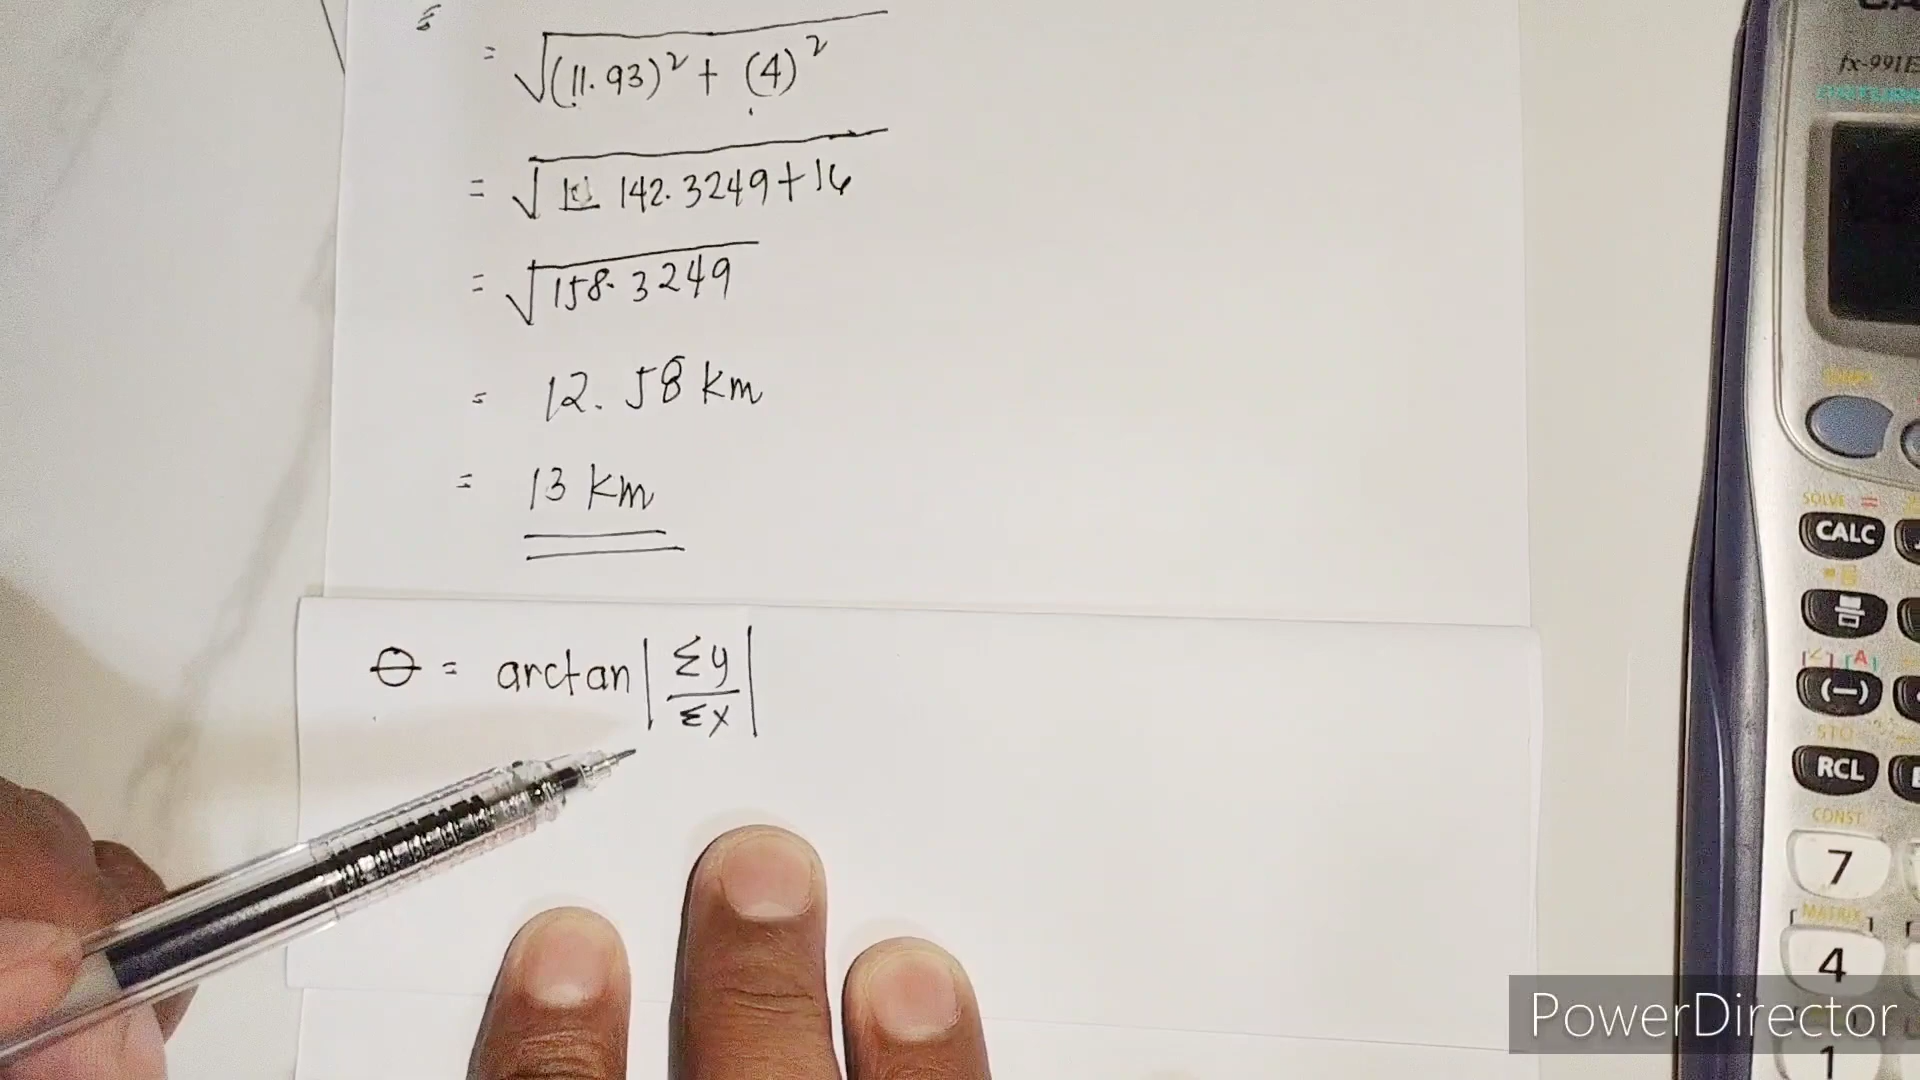 = √(11.93)² + (4)²
= √ 142.3249+16
= √158.3249
= 12.58 km
= 13 km
θ = arctan |Σy/Σx|
fx-991E
CALC
SOLVE =
(−)
[A]
STO
RCL
CONST
7
MATRIX
4
1
PowerDirector